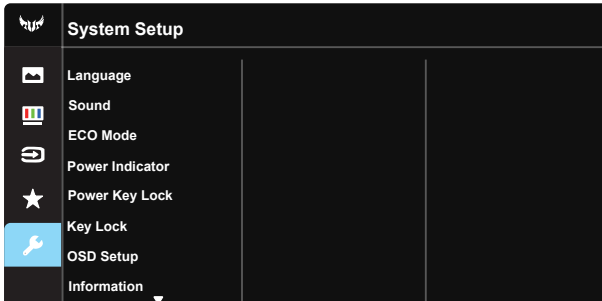 System Setup
Language
Sound
ECO Mode
Power Indicator
Power Key Lock
Key Lock
OSD Setup
Information